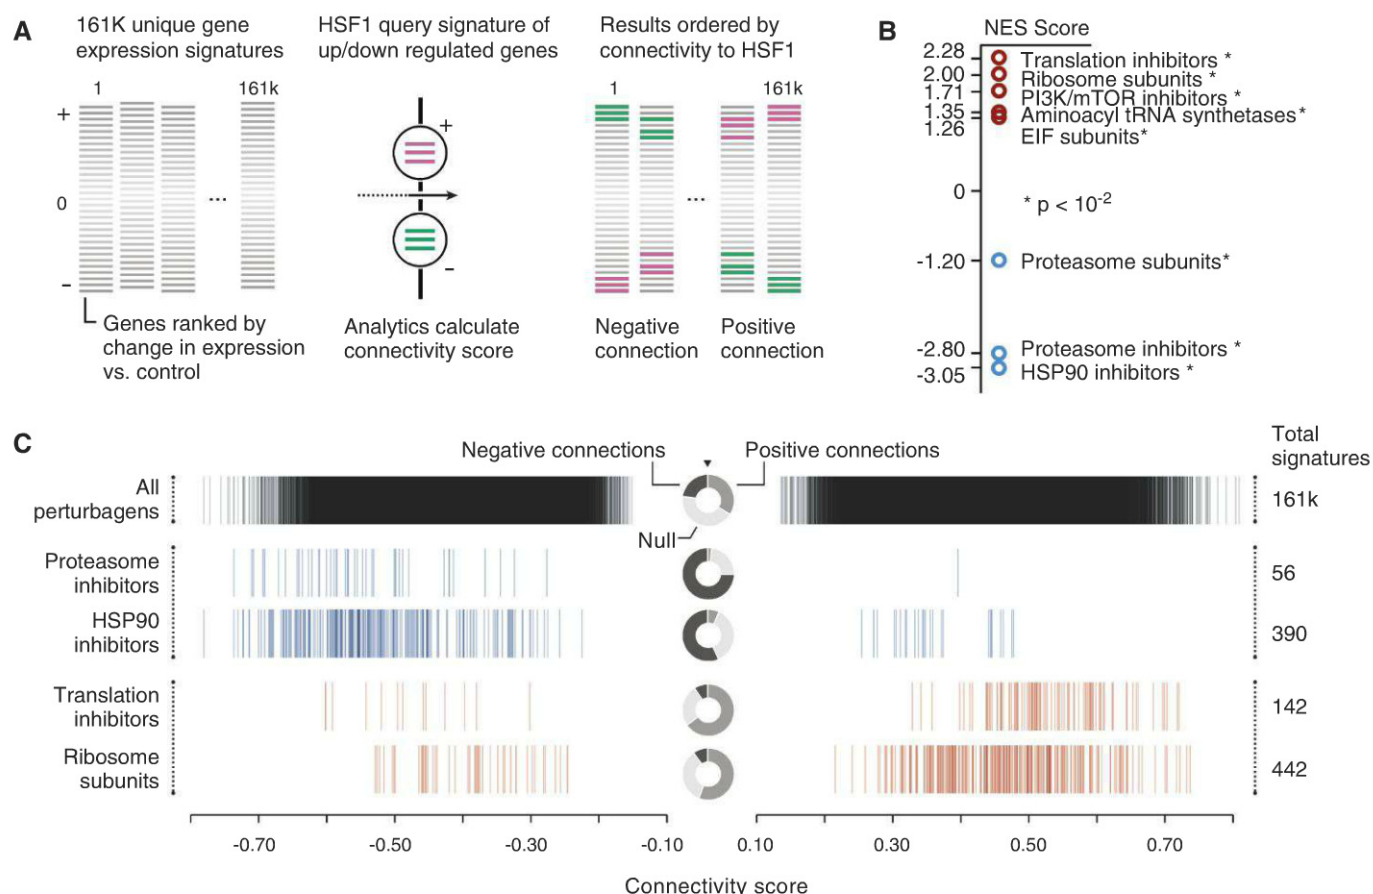 A
161K unique gene
expression signatures
1
161k
+
0
–
...
Genes ranked by
change in expression
vs. control
HSF1 query signature of
up/down regulated genes
+
–
Analytics calculate
connectivity score
Results ordered by
connectivity to HSF1
1
161k
...
Negative
connection
Positive
connection
B
NES Score
2.28
Translation inhibitors *
2.00
Ribosome subunits *
1.71
PI3K/mTOR inhibitors *
1.35
Aminoacyl tRNA synthetases*
1.26
EIF subunits*
0
* p < 10-2
-1.20
Proteasome subunits*
-2.80
Proteasome inhibitors *
-3.05
HSP90 inhibitors *
C
Negative connections
Positive connections
Null
Total
signatures
All
perturbagens
161k
Proteasome
inhibitors
56
HSP90
inhibitors
390
Translation
inhibitors
142
Ribosome
subunits
442
-0.70
-0.50
-0.30
-0.10
0.10
0.30
0.50
0.70
Connectivity score